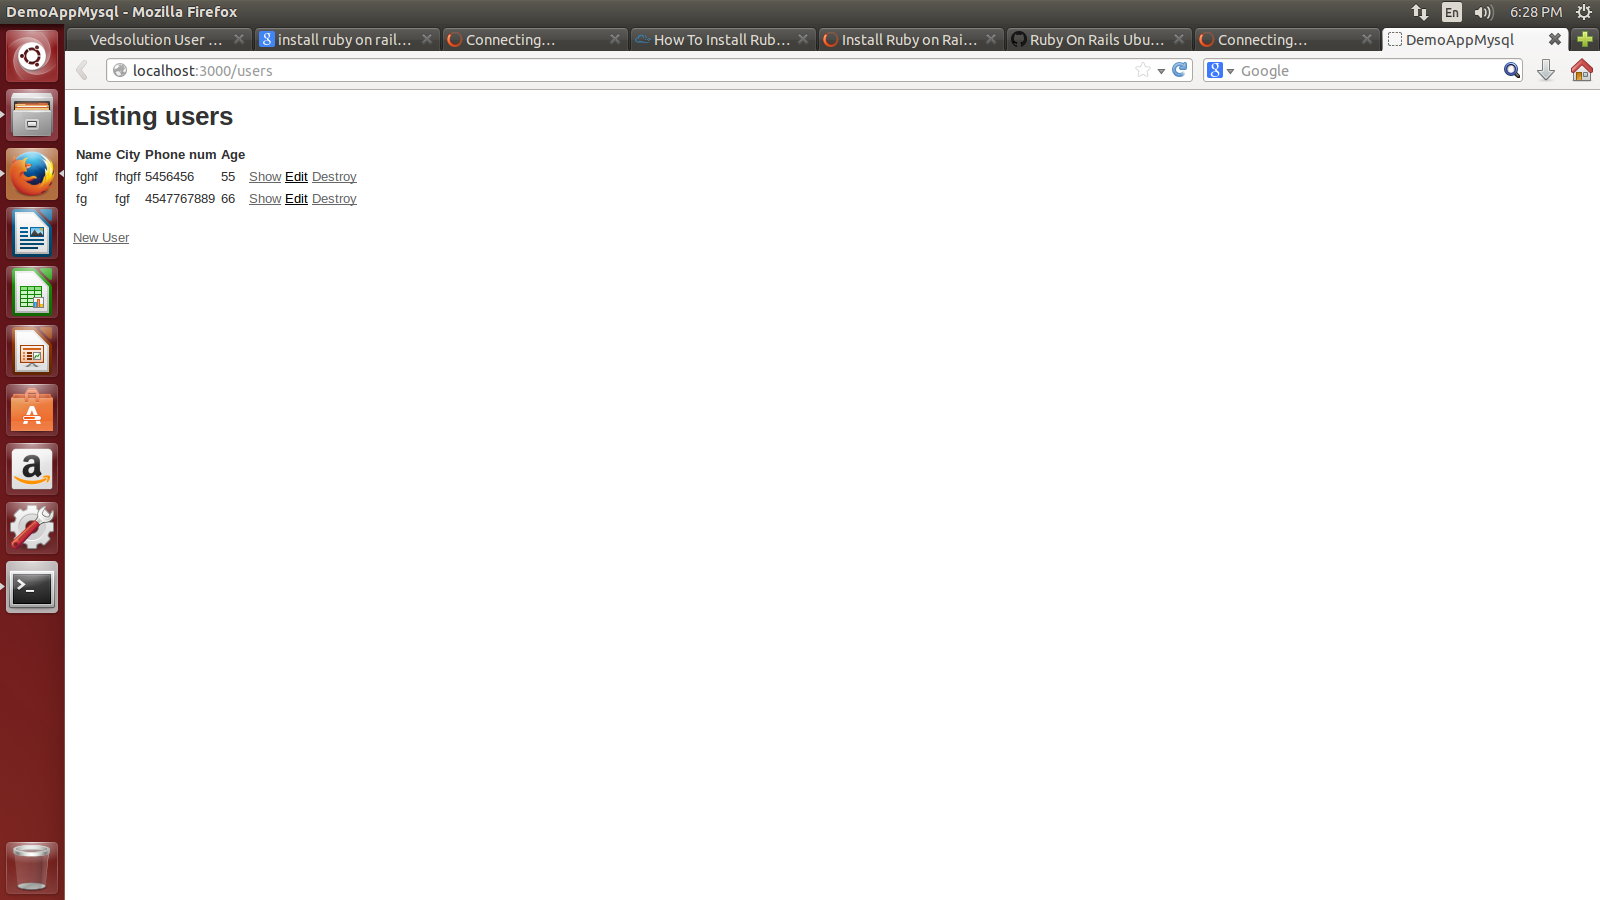 DemoAppMysql - Mozilla Firefox
En 6:28 PM
Vedsolution User ... install ruby on rail... Connecting... How To Install Rub... Install Ruby on Rai... Ruby On Rails Ubu... Connecting... DemoAppMysql
localhost:3000/users
8 Google
Listing users
Name City Phone num Age
fghf fhgff 5456456 55 Show Edit Destroy
fg fgf 4547767889 66 Show Edit Destroy
New User